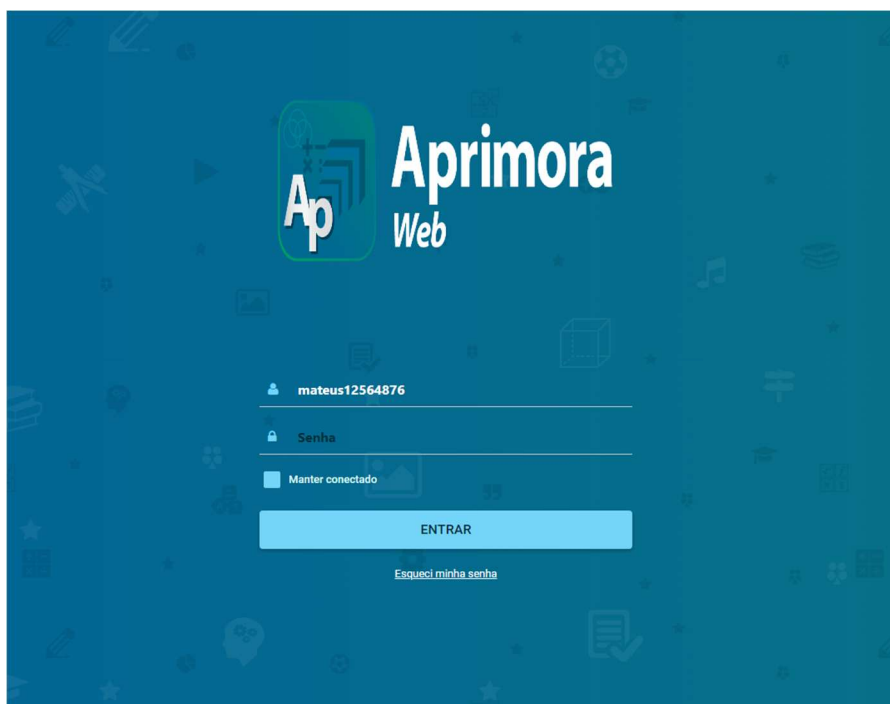 Ap
Aprimora
Web
mateus12564876
Senha
Manter conectado
ENTRAR
Esqueci minha senha